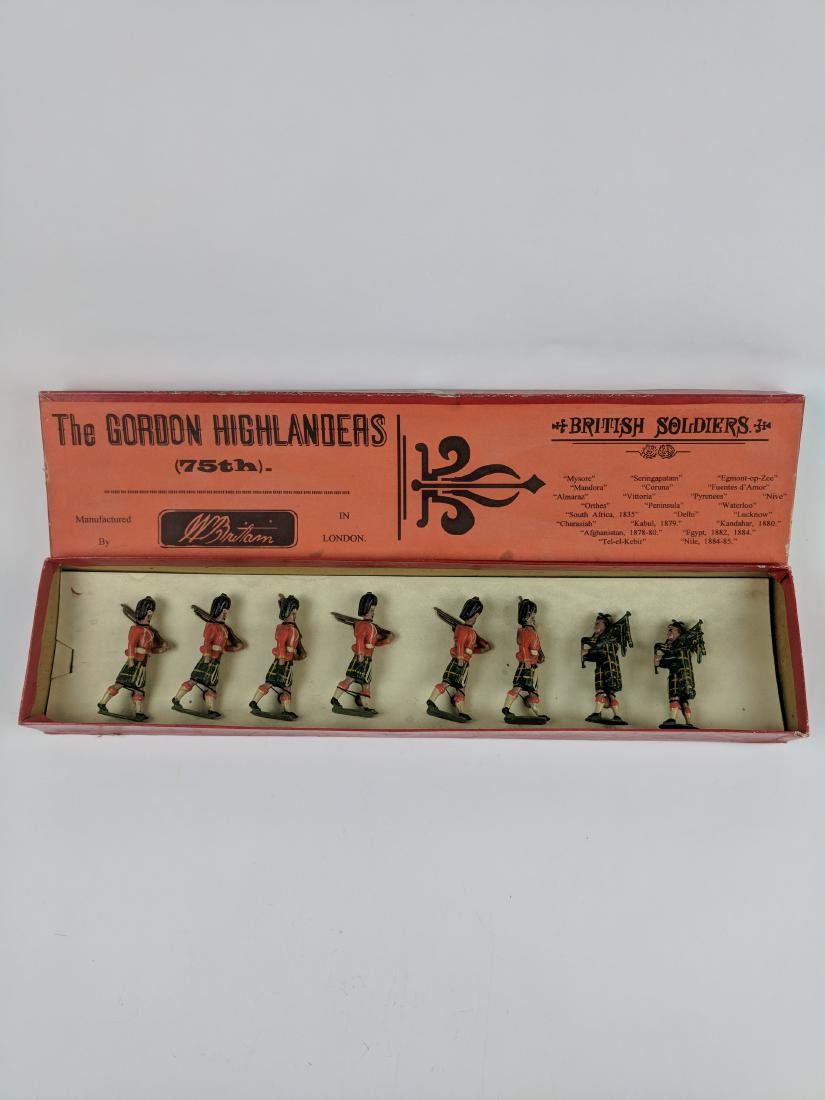 The GORDON HIGHLANDERS
(75th).
Manufactured
By
W Britain
IN
LONDON.
BRITISH SOLDIERS.
"Mysore" "Seringapatam" "Egmont-op-Zee"
"Mandora" "Coruna" "Fuentes d'Amor"
"Almaraz" "Vittoria" "Pyrenees" "Nive"
"Orthes" "Peninsula" "Waterloo"
"South Africa, 1835" "Delhi" "Lucknow"
"Charasiah" "Kabul, 1879." "Kandahar, 1880."
"Afghanistan, 1878-80." "Egypt, 1882, 1884."
"Tel-el-Kebir" "Nile, 1884-85."